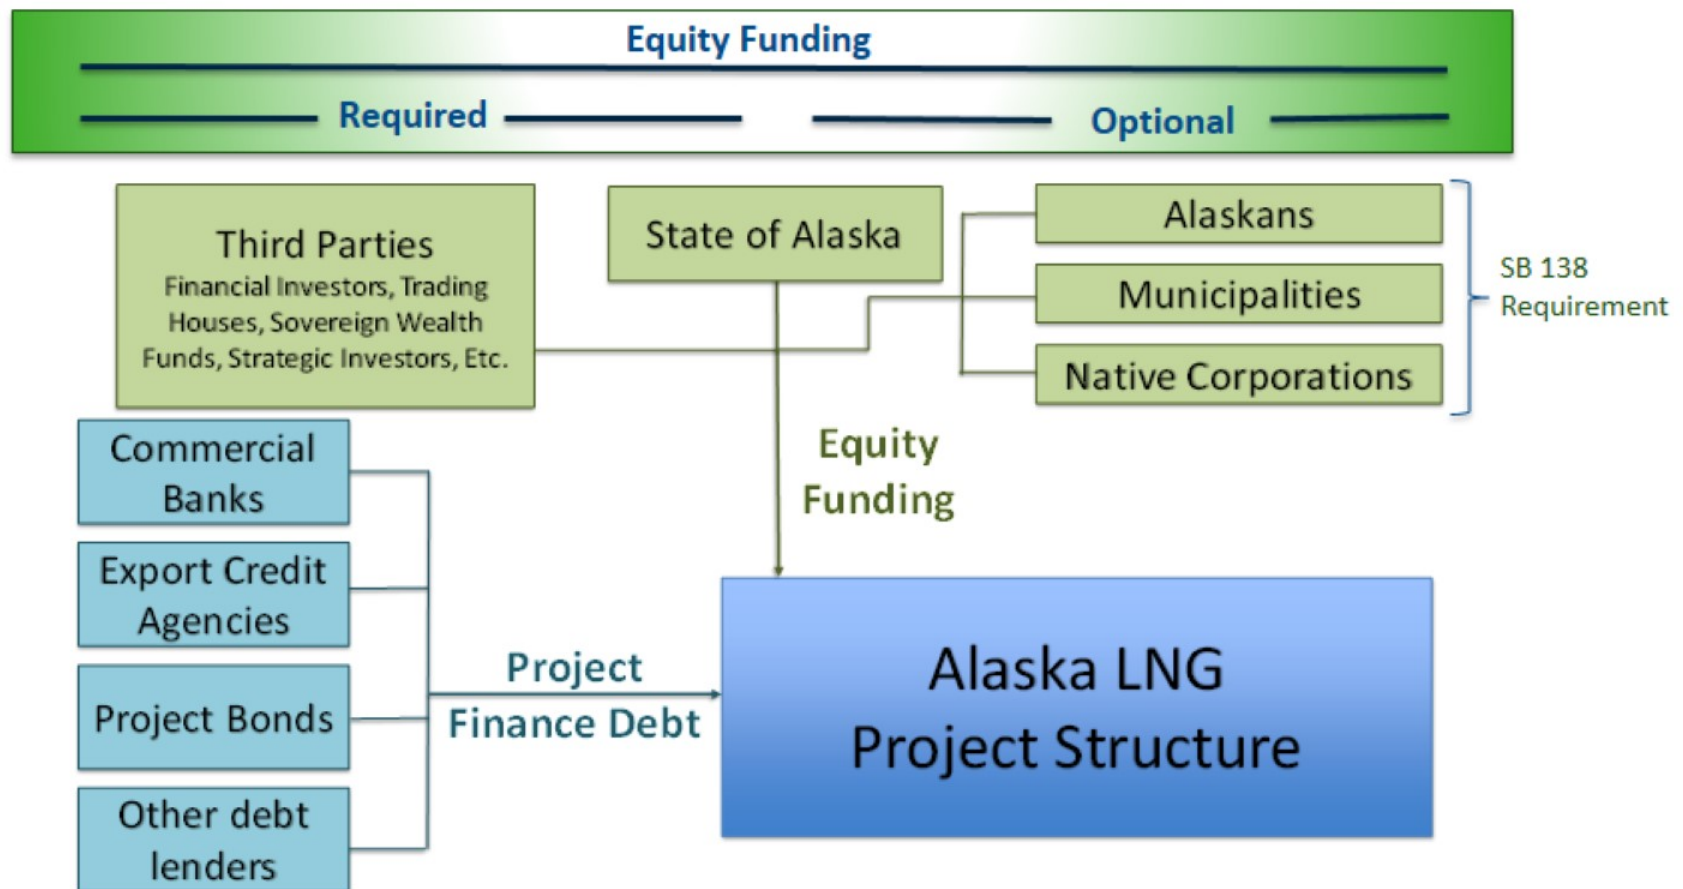 Equity Funding
Required
Optional
Third Parties
Financial Investors, Trading
Houses, Sovereign Wealth
Funds, Strategic Investors, Etc.
State of Alaska
Alaskans
Municipalities
Native Corporations
SB 138
Requirement
Commercial
Banks
Export Credit
Agencies
Project Bonds
Other debt
lenders
Equity
Funding
Project
Finance Debt
Alaska LNG
Project Structure